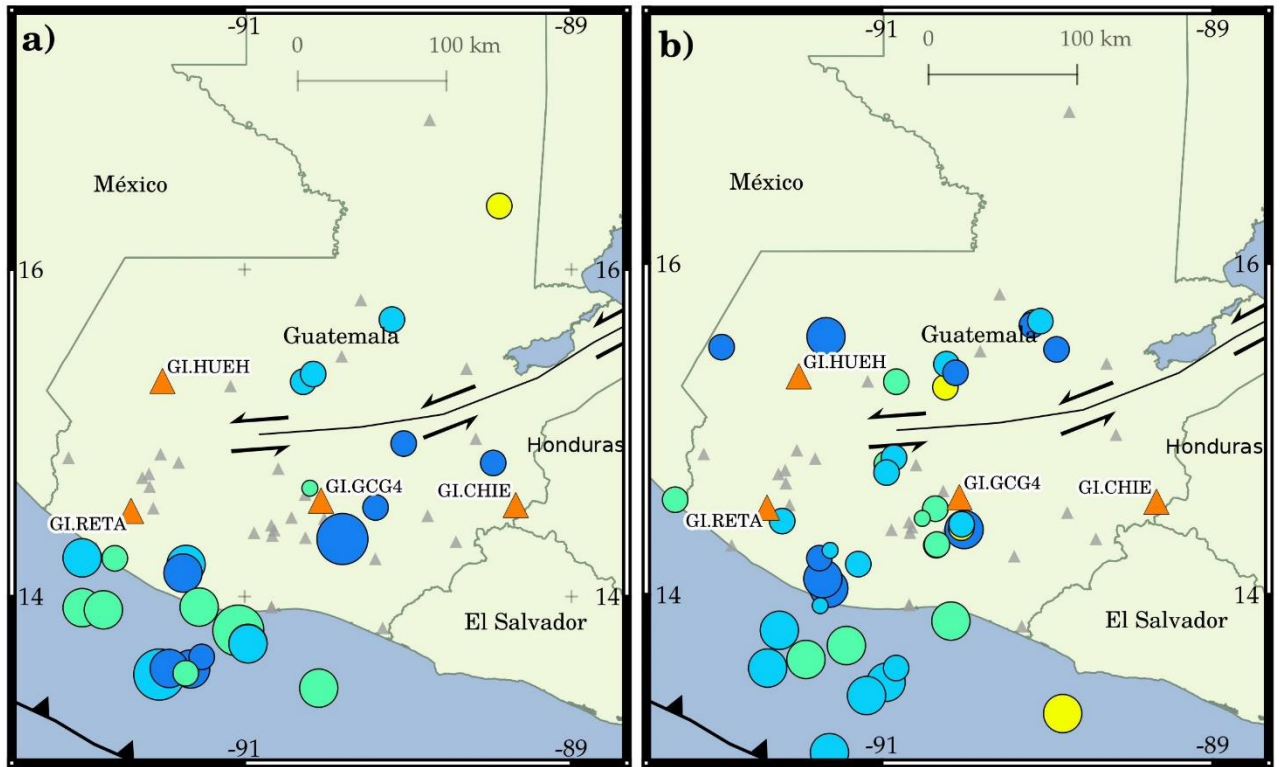 a)
-91
-89
0
100 km
México
16
16
Guatemala
GI.HUEH
Honduras
GI.GCG4
GI.CHIE
GI.RETA
14
14
El Salvador
-91
-89
b)
-91
-89
0
100 km
México
16
16
Guatemala
GI.HUEH
Honduras
GI.GCG4
GI.CHIE
GI.RETA
14
14
El Salvador
-91
-89